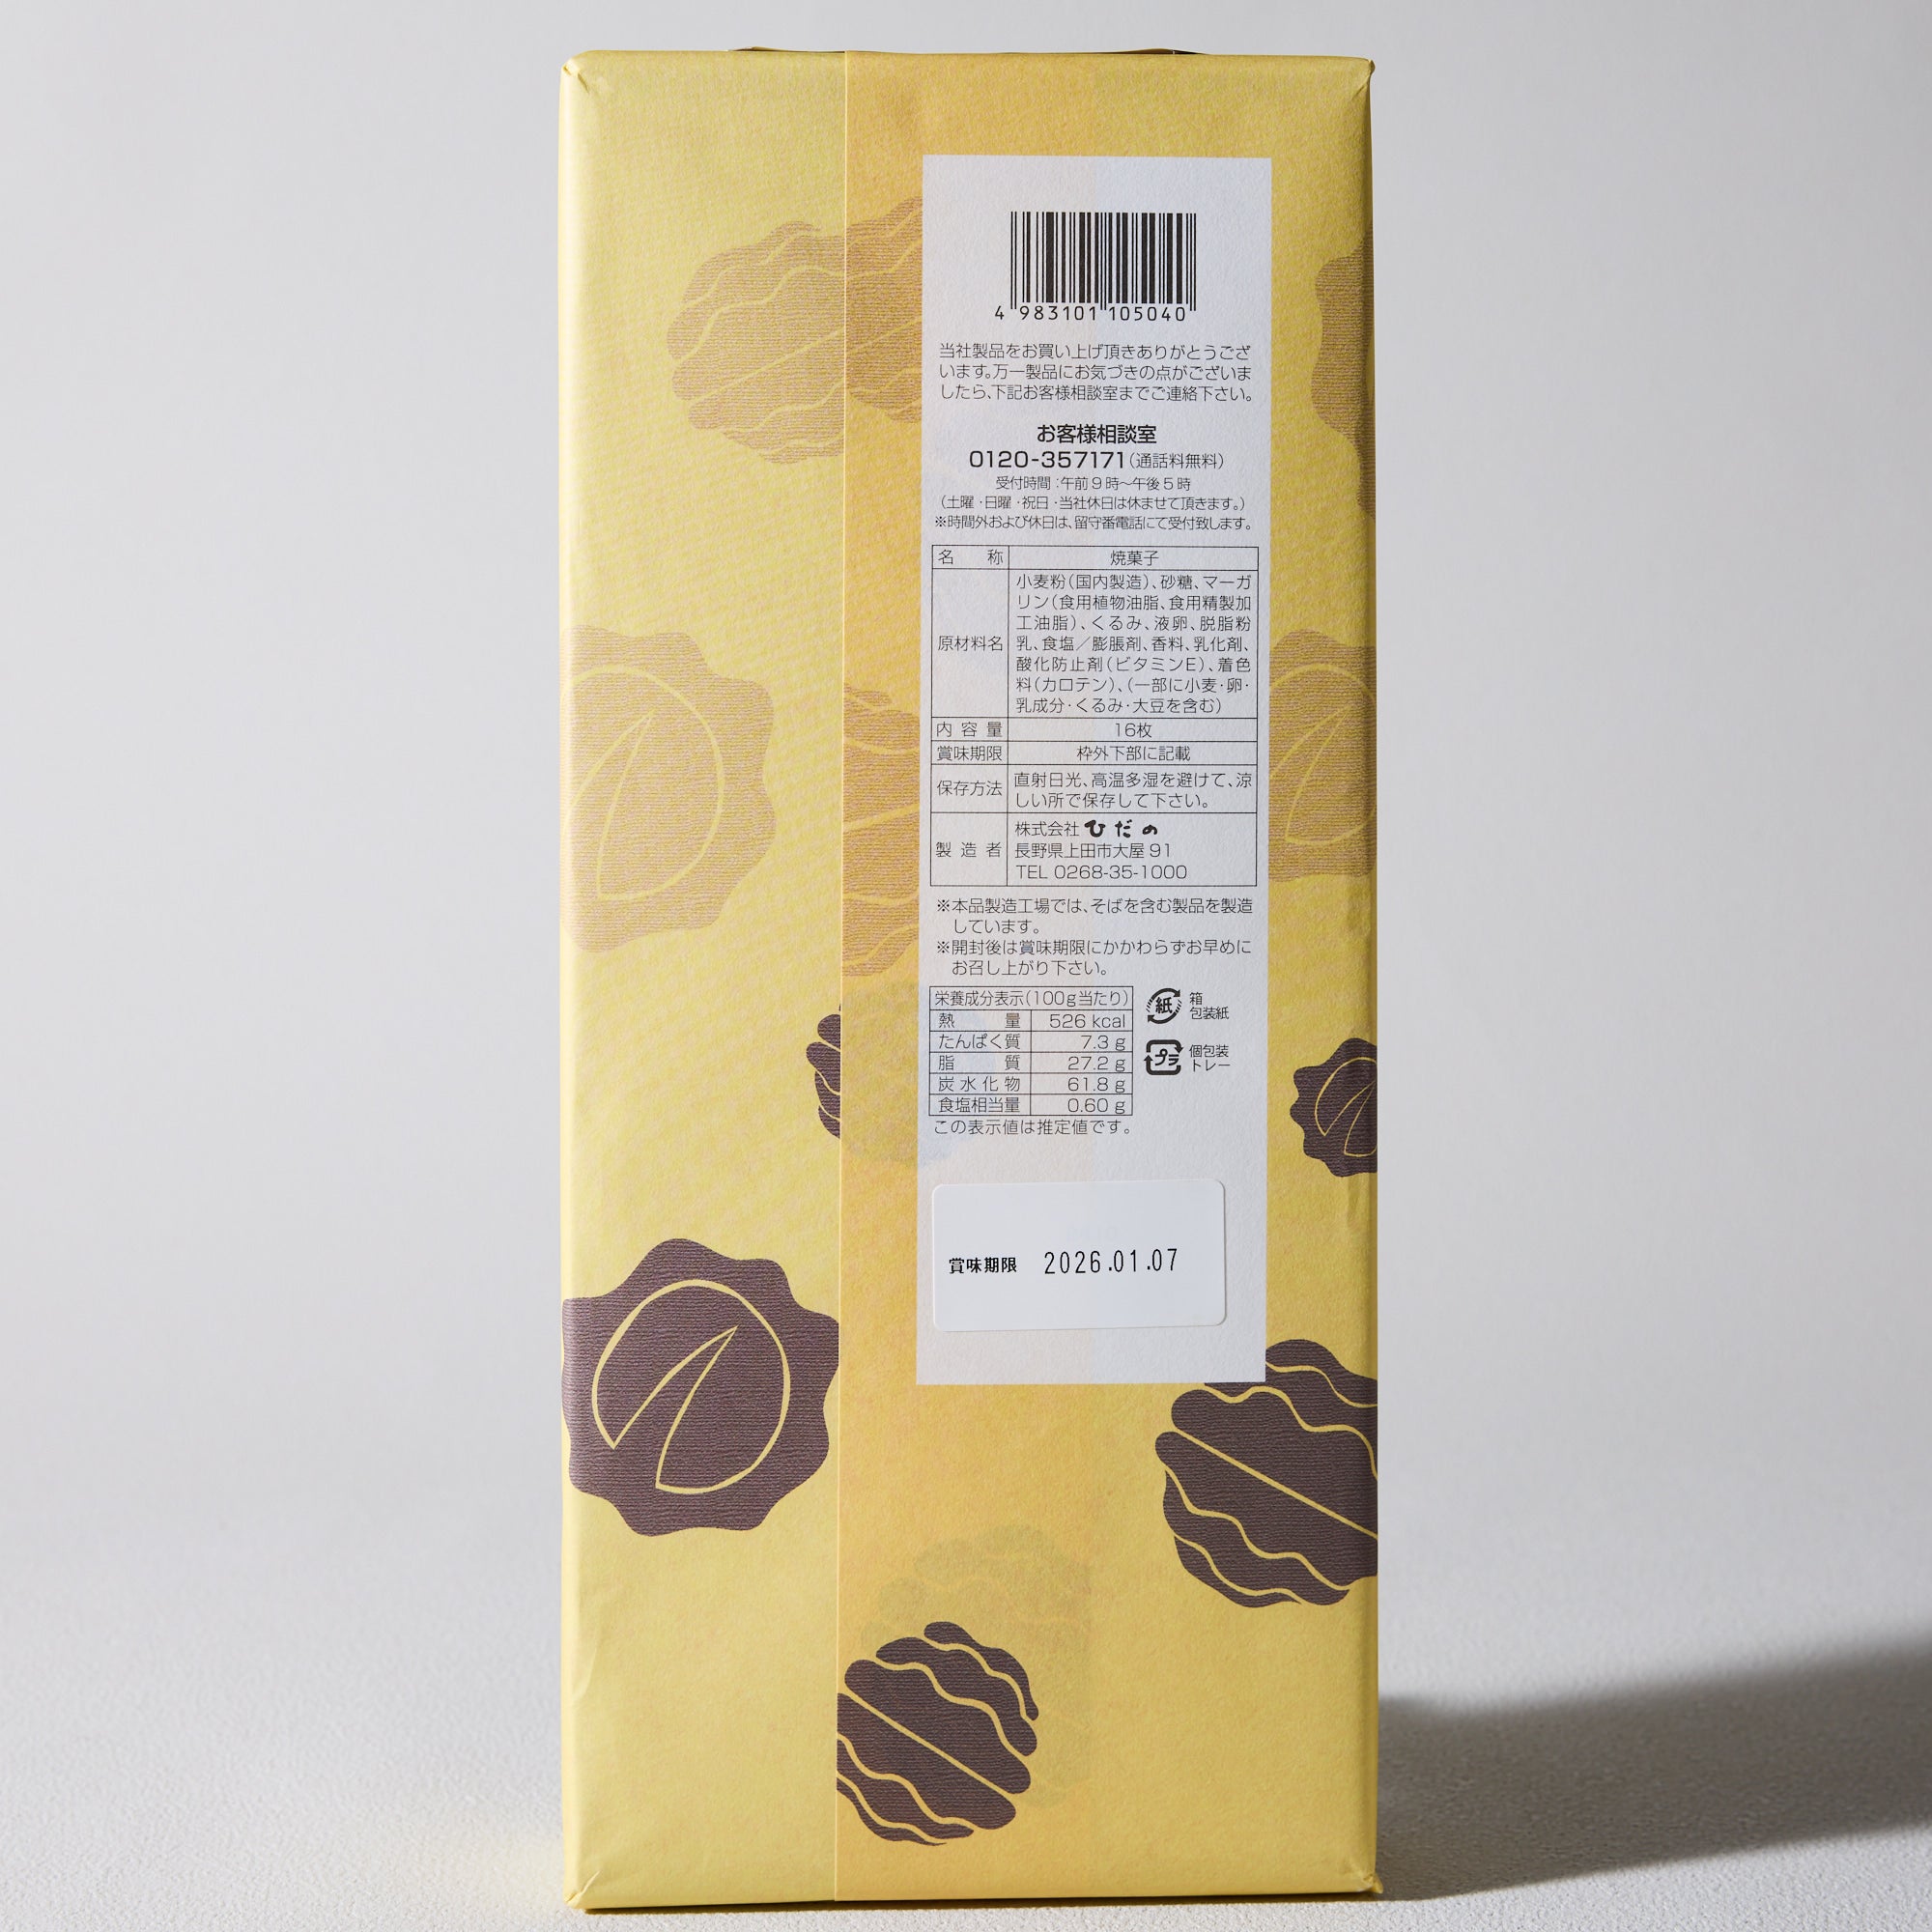 4 983101 105040
当社製品をお買い上げ頂きありがとうござ
います。万一製品にお気づきの点がございま
したら、下記お客様相談室までご連絡下さい。
お客様相談室
0120-357171(通話料無料)
受付時間:午前9時〜午後5時
(土曜・日曜・祝日・当社休日は休ませて頂きます。)
※時間外および休日は、留守番電話にて受付致します。
名 称 焼菓子
原材料名 小麦粉(国内製造)、砂糖、マーガ
リン(食用植物油脂、食用精製加
工油脂)、くるみ、液卵、脱脂粉
乳、食塩/膨脹剤、香料、乳化剤、
酸化防止剤(ビタミンE)、着色
料(カロテン)、(一部に小麦・卵・
乳成分・くるみ・大豆を含む)
内容量 16枚
賞味期限 枠外下部に記載
保存方法 直射日光、高温多湿を避けて、涼
しい所で保存して下さい。
製造者 株式会社ひだの
長野県上田市大屋91
TEL 0268-35-1000
※本品製造工場では、そばを含む製品を製造
しています。
※開封後は賞味期限にかかわらずお早めに
お召し上がり下さい。
栄養成分表示(100g当たり)
熱 量 526 kcal
たんぱく質 7.3 g
脂 質 27.2 g
炭水化物 61.8 g
食塩相当量 0.60 g
この表示値は推定値です。
紙 箱
包装紙
プラ 個包装
トレー
賞味期限 2026.01.07